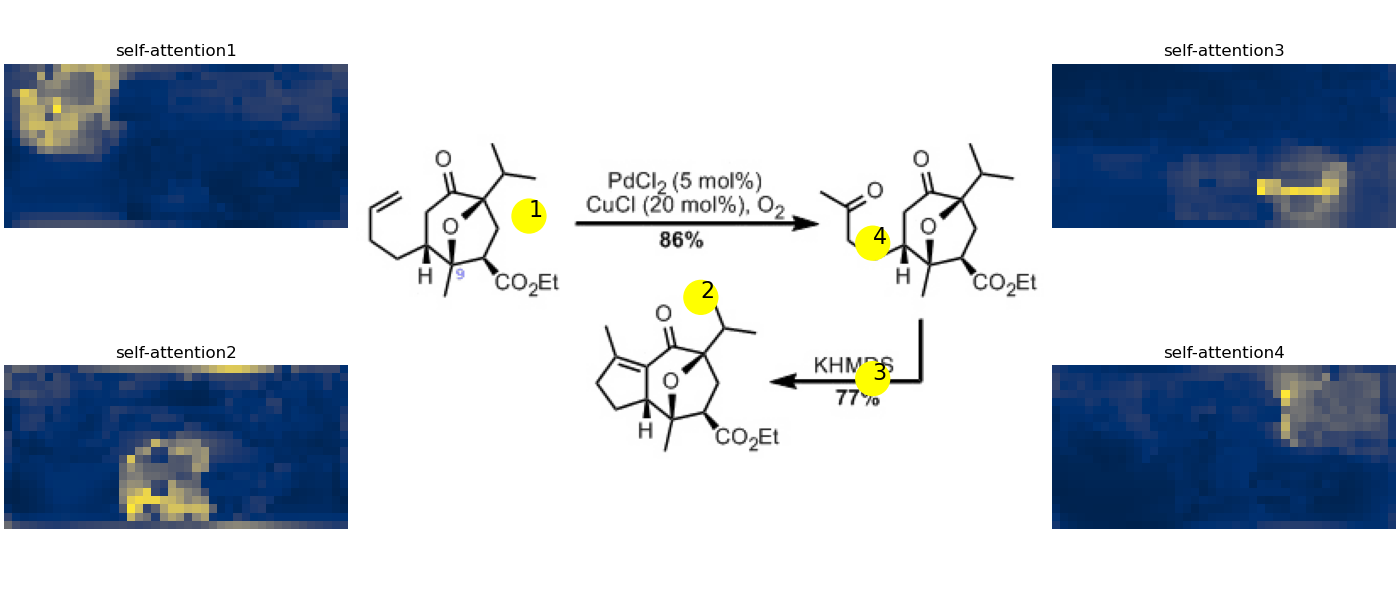 self-attention1
self-attention3
O
O
PdCl2 (5 mol%)
CuCl (20 mol%), O2
86%
1
O
O
O
4
H
9
CO2Et
H
CO2Et
self-attention2
2
self-attention4
O
3
77%
O
H
CO2Et